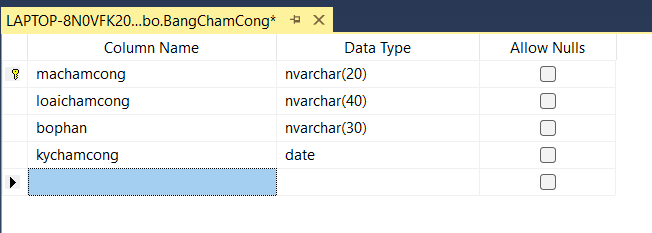 LAPTOP-8N0VFK20...bo.BangChamCong*
Column Name Data Type Allow Nulls
machamcong nvarchar(20)
loaichamcong nvarchar(40)
bophan nvarchar(30)
kychamcong date